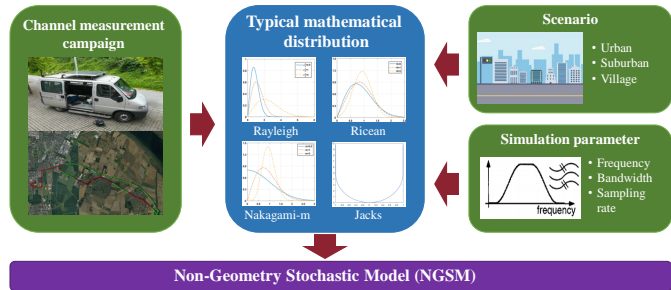 Channel measurement
campaign
Typical mathematical
distribution
Rayleigh
Ricean
Nakagami-m
Jacks
Scenario
• Urban
• Suburban
• Village
Simulation parameter
frequency
• Frequency
• Bandwidth
• Sampling
rate
Non-Geometry Stochastic Model (NGSM)